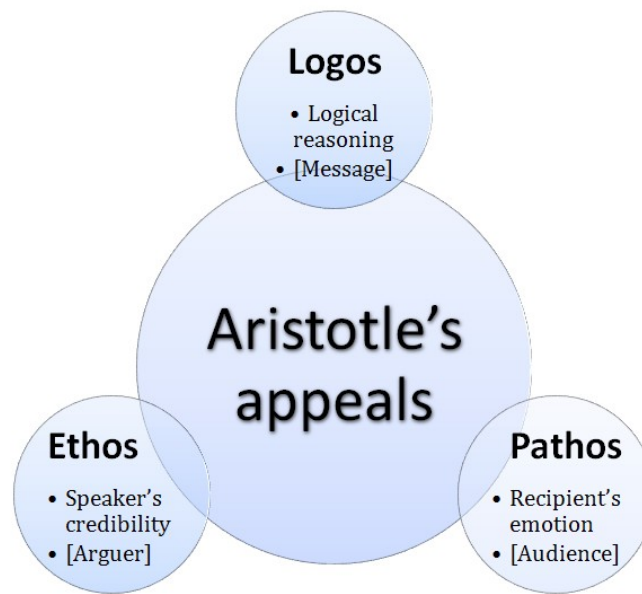 Logos
• Logical
reasoning
• [Message]
Aristotle’s
appeals
Ethos
• Speaker’s
credibility
• [Arguer]
Pathos
• Recipient’s
emotion
• [Audience]